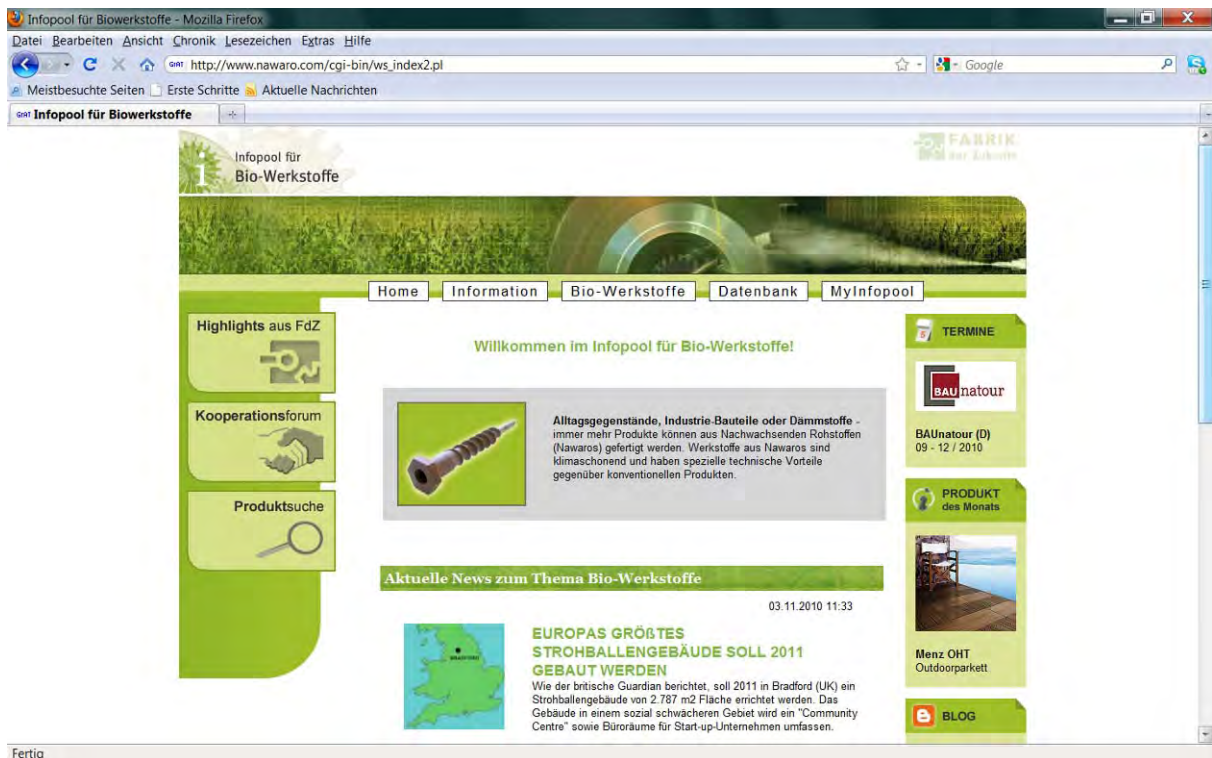 Infopool für Biowerkstoffe - Mozilla Firefox
Datei Bearbeiten Ansicht Chronik Lesezeichen Extras Hilfe
GrAT http://www.nawaro.com/cgi-bin/ws_index2.pl
Google
Meistbesuchte Seiten Erste Schritte Aktuelle Nachrichten
GrAT Infopool für Biowerkstoffe
i
Infopool für
Bio-Werkstoffe
FABRIK
der Zukunft
Home Information Bio-Werkstoffe Datenbank MyInfopool
Highlights aus FdZ
Kooperationsforum
Produktsuche
Willkommen im Infopool für Bio-Werkstoffe!
Alltagsgegenstände, Industrie-Bauteile oder Dämmstoffe -
immer mehr Produkte können aus Nachwachsenden Rohstoffen
(Nawaros) gefertigt werden. Werkstoffe aus Nawaros sind
klimaschonend und haben spezielle technische Vorteile
gegenüber konventionellen Produkten.
Aktuelle News zum Thema Bio-Werkstoffe
03.11.2010 11:33
BRADFORD
EUROPAS GRÖßTES
STROHBALLENGEBÄUDE SOLL 2011
GEBAUT WERDEN
Wie der britische Guardian berichtet, soll 2011 in Bradford (UK) ein
Strohballengebäude von 2.787 m2 Fläche errichtet werden. Das
Gebäude in einem sozial schwächeren Gebiet wird ein "Community
Centre" sowie Büroräume für Start-up-Unternehmen umfassen.
5
TERMINE
BAUnatour
BAUnatour (D)
09 - 12 / 2010
PRODUKT
des Monats
Menz OHT
Outdoorparkett
BLOG
Fertig